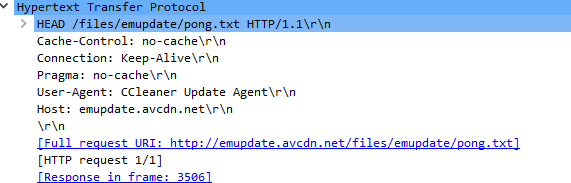 Hypertext Transfer Protocol
HEAD /files/emupdate/pong.txt HTTP/1.1\r\n
Cache-Control: no-cache\r\n
Connection: Keep-Alive\r\n
Pragma: no-cache\r\n
User-Agent: CCleaner Update Agent\r\n
Host: emupdate.avcdn.net\r\n
\r\n
[Full request URI: http://emupdate.avcdn.net/files/emupdate/pong.txt]
[HTTP request 1/1]
[Response in frame: 3506]